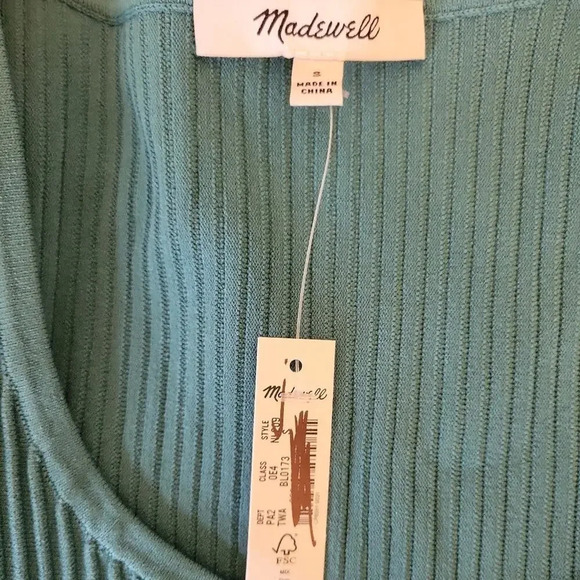 Madewell
S
MADE IN
CHINA
Madewell
STYLE
S
CLASS
0E4
BL0173
DEPT
PA2
TWA
FSC